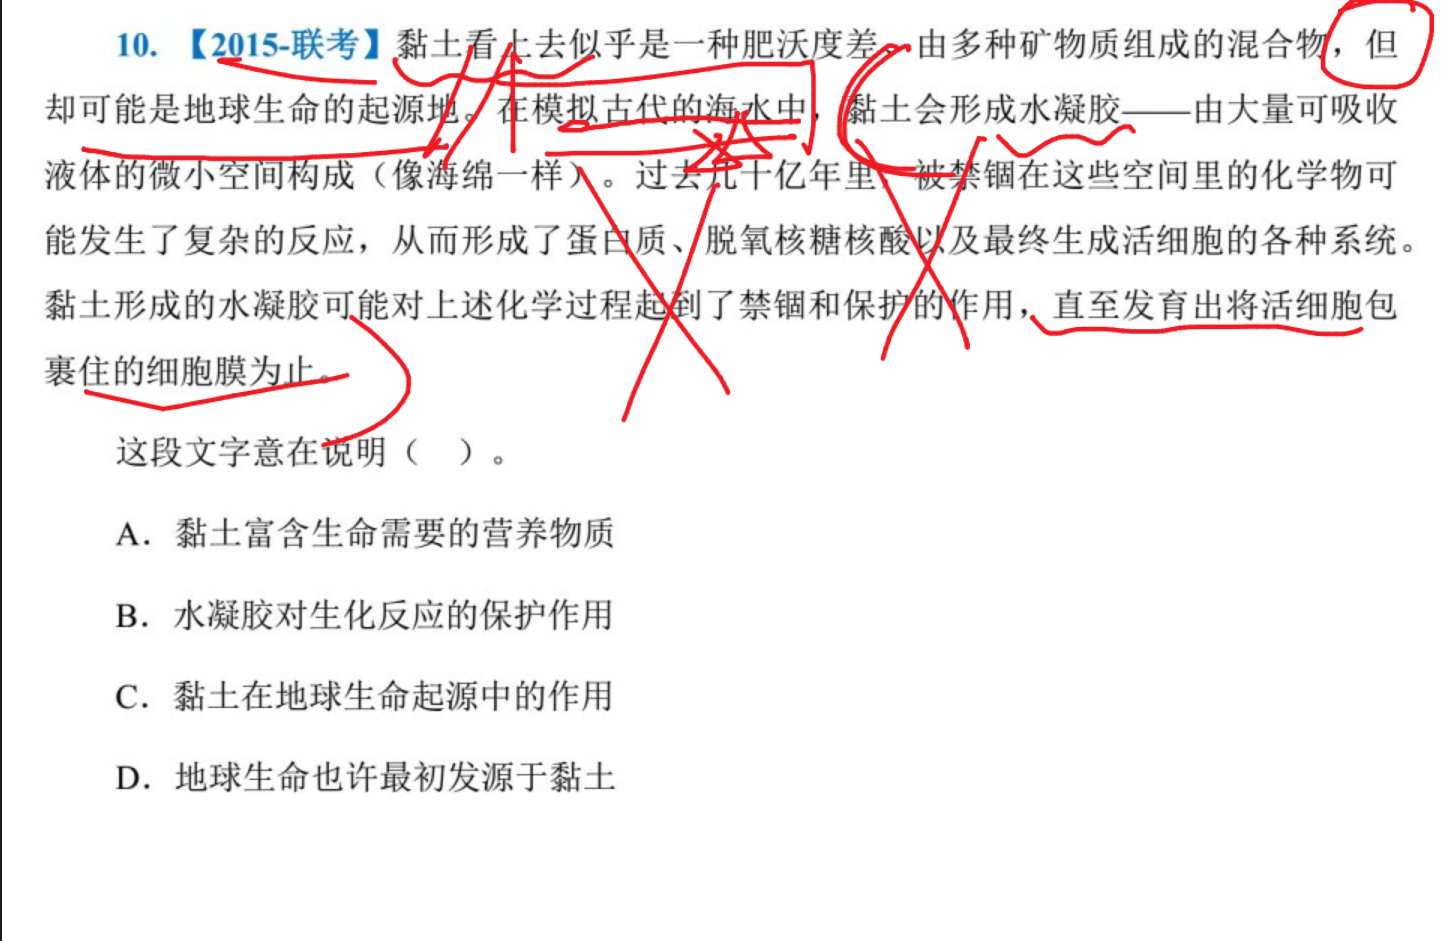 10. 【2015-联考】黏土看上去似乎是一种肥沃度差、由多种矿物质组成的混合物，但
却可能是地球生命的起源地。在模拟古代的海水中，黏土会形成水凝胶——由大量可吸收
液体的微小空间构成（像海绵一样）。过去几十亿年里，被禁锢在这些空间里的化学物可
能发生了复杂的反应，从而形成了蛋白质、脱氧核糖核酸以及最终生成活细胞的各种系统。
黏土形成的水凝胶可能对上述化学过程起到了禁锢和保护的作用，直至发育出将活细胞包
裹住的细胞膜为止。
这段文字意在说明（ ）。
A．黏土富含生命需要的营养物质
B．水凝胶对生化反应的保护作用
C．黏土在地球生命起源中的作用
D．地球生命也许最初发源于黏土